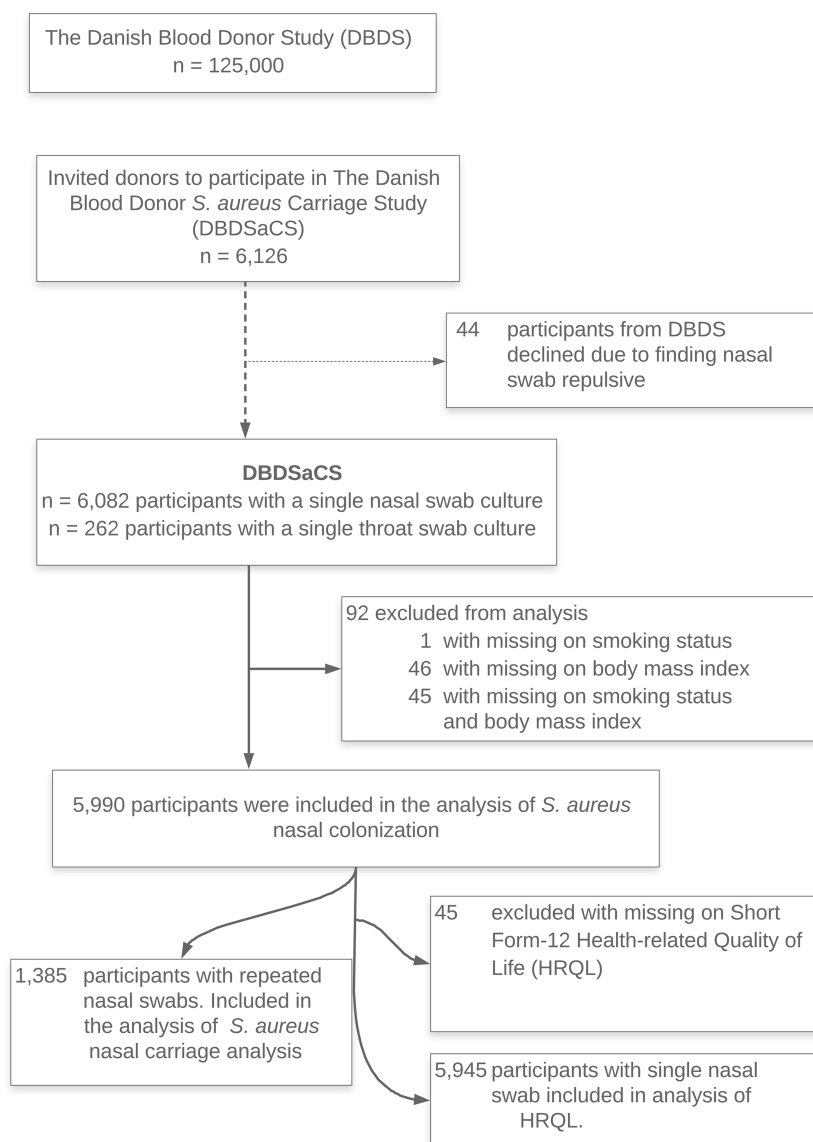 The Danish Blood Donor Study (DBDS)
n = 125,000
Invited donors to participate in The Danish
Blood Donor S. aureus Carriage Study
(DBDSaCS)
n = 6,126
44 participants from DBDS
declined due to finding nasal
swab repulsive
DBDSaCS
n = 6,082 participants with a single nasal swab culture
n = 262 participants with a single throat swab culture
92 excluded from analysis
1 with missing on smoking status
46 with missing on body mass index
45 with missing on smoking status
and body mass index
5,990 participants were included in the analysis of S. aureus
nasal colonization
45 excluded with missing on Short
Form-12 Health-related Quality of
Life (HRQL)
1,385 participants with repeated
nasal swabs. Included in
the analysis of S. aureus
nasal carriage analysis
5,945 participants with single nasal
swab included in analysis of
HRQL.